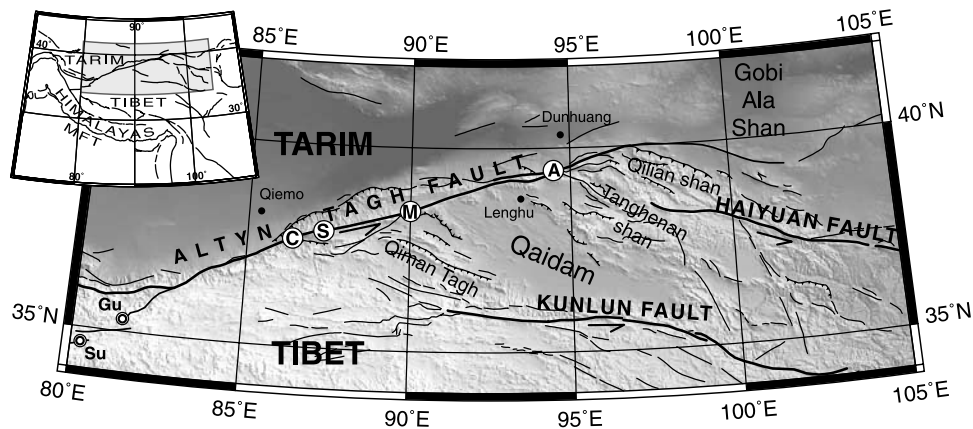 90°
40°
TARIM
TIBET
30°
HIMALAYAS
MFT
80°
100°
85°E
90°E
95°E
100°E
105°E
Gobi
Ala
Shan
40°N
TARIM
Dunhuang
Qiemo
ALTYN TAGH FAULT
A
Qilian shan
Lenghu
Tanghenan
shan
HAIYUAN FAULT
M
S
C
Qaidam
Qiman Tagh
Gu
KUNLUN FAULT
35°N
35°N
Su
TIBET
80°E
85°E
90°E
95°E
100°E
105°E